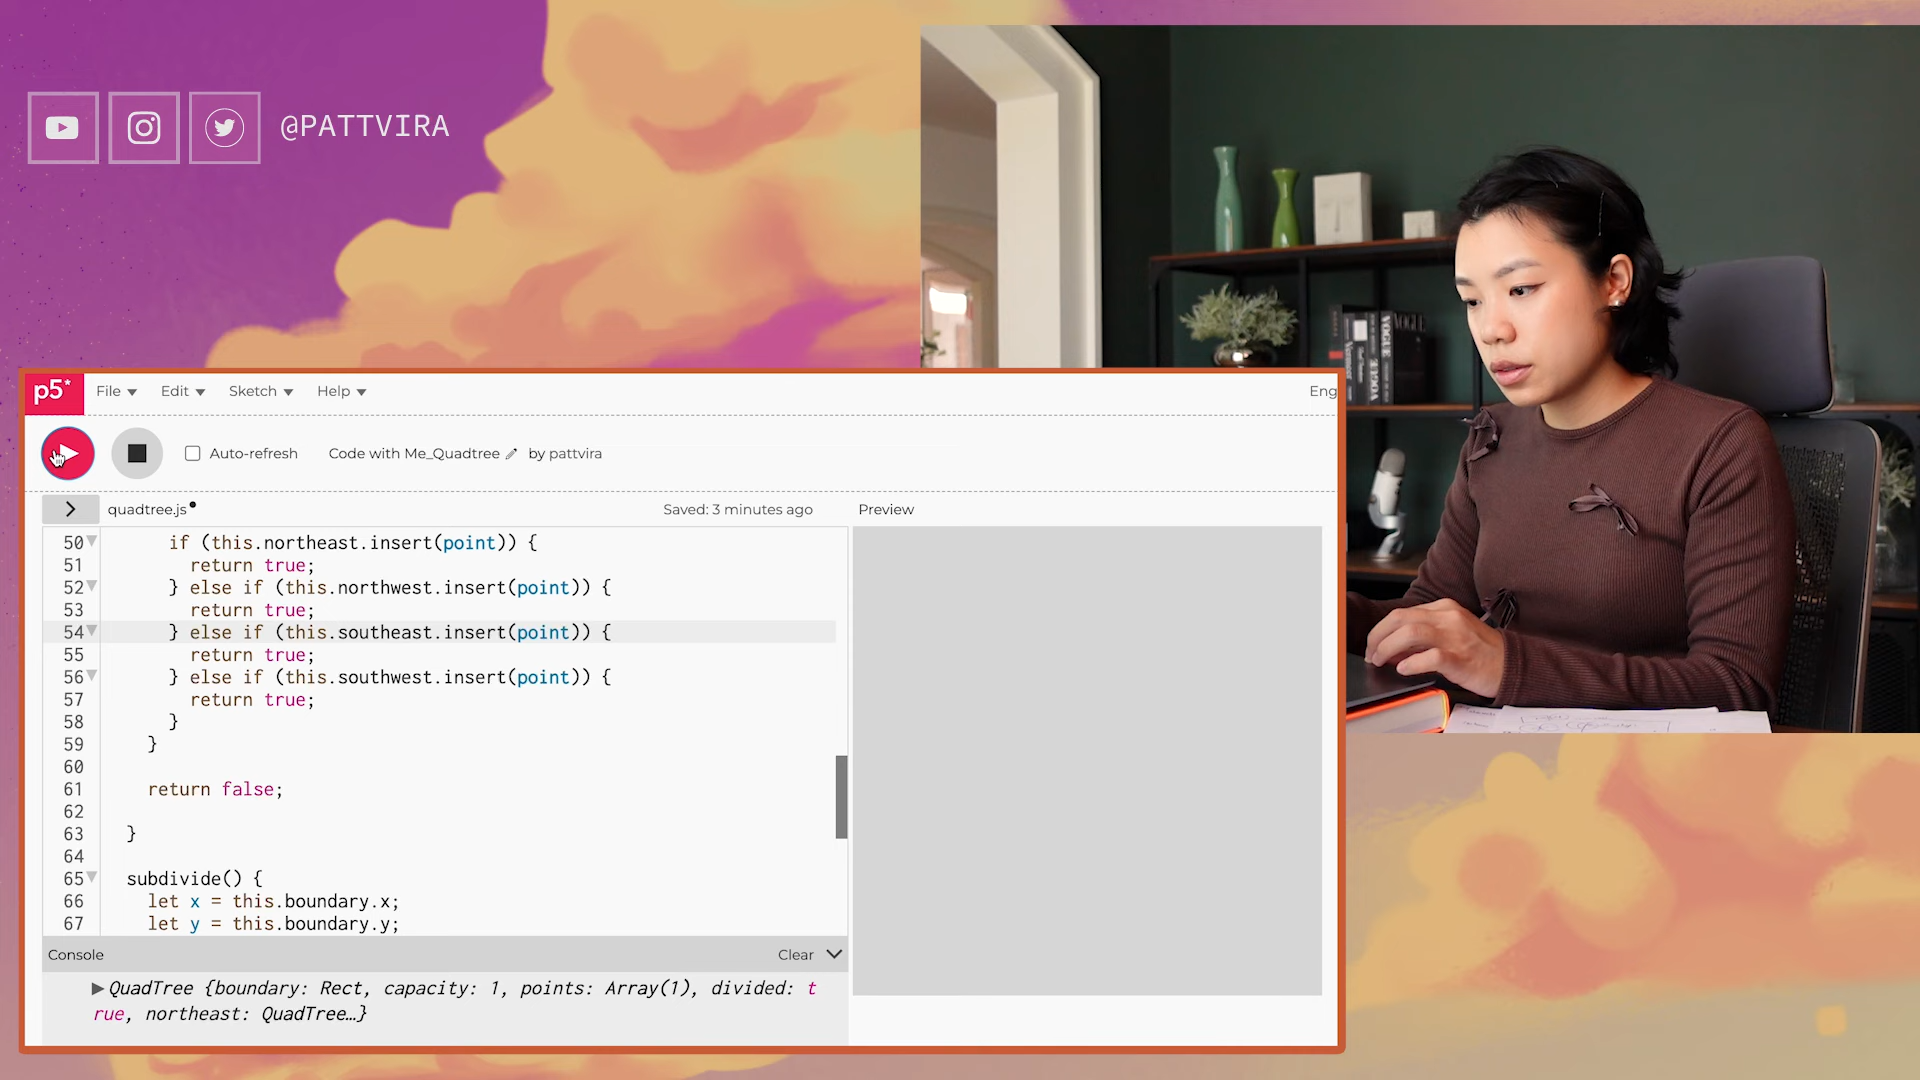 @PATTVIRA
VOGUE
VOGUE
p5*
File
Edit
Sketch
Help
Eng
Auto-refresh
Code with Me_Quadtree
by pattvira
quadtree.js
Saved: 3 minutes ago
Preview
50 if (this.northeast.insert(point)) {
51 return true;
52 } else if (this.northwest.insert(point)) {
53 return true;
54 } else if (this.southeast.insert(point)) {
55 return true;
56 } else if (this.southwest.insert(point)) {
57 return true;
58 }
59 }
60
61 return false;
62
63 }
64
65 subdivide() {
66 let x = this.boundary.x;
67 let y = this.boundary.y;
Console
Clear
QuadTree {boundary: Rect, capacity: 1, points: Array(1), divided: t
rue, northeast: QuadTree…}